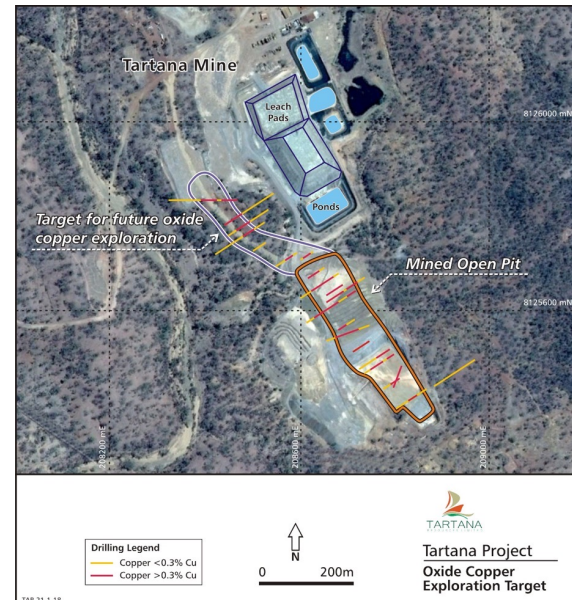 Tartana Mine
Leach
Pads
8126000 mN
Ponds
Target for future oxide
copper exploration
Mined Open Pit
8125600 mN
208200 mE
208600 mE
209000 mE
TARTANA
Drilling Legend
Copper <0.3% Cu
Copper >0.3% Cu
N
0 200m
Tartana Project
Oxide Copper
Exploration Target
TAR 21-1-18